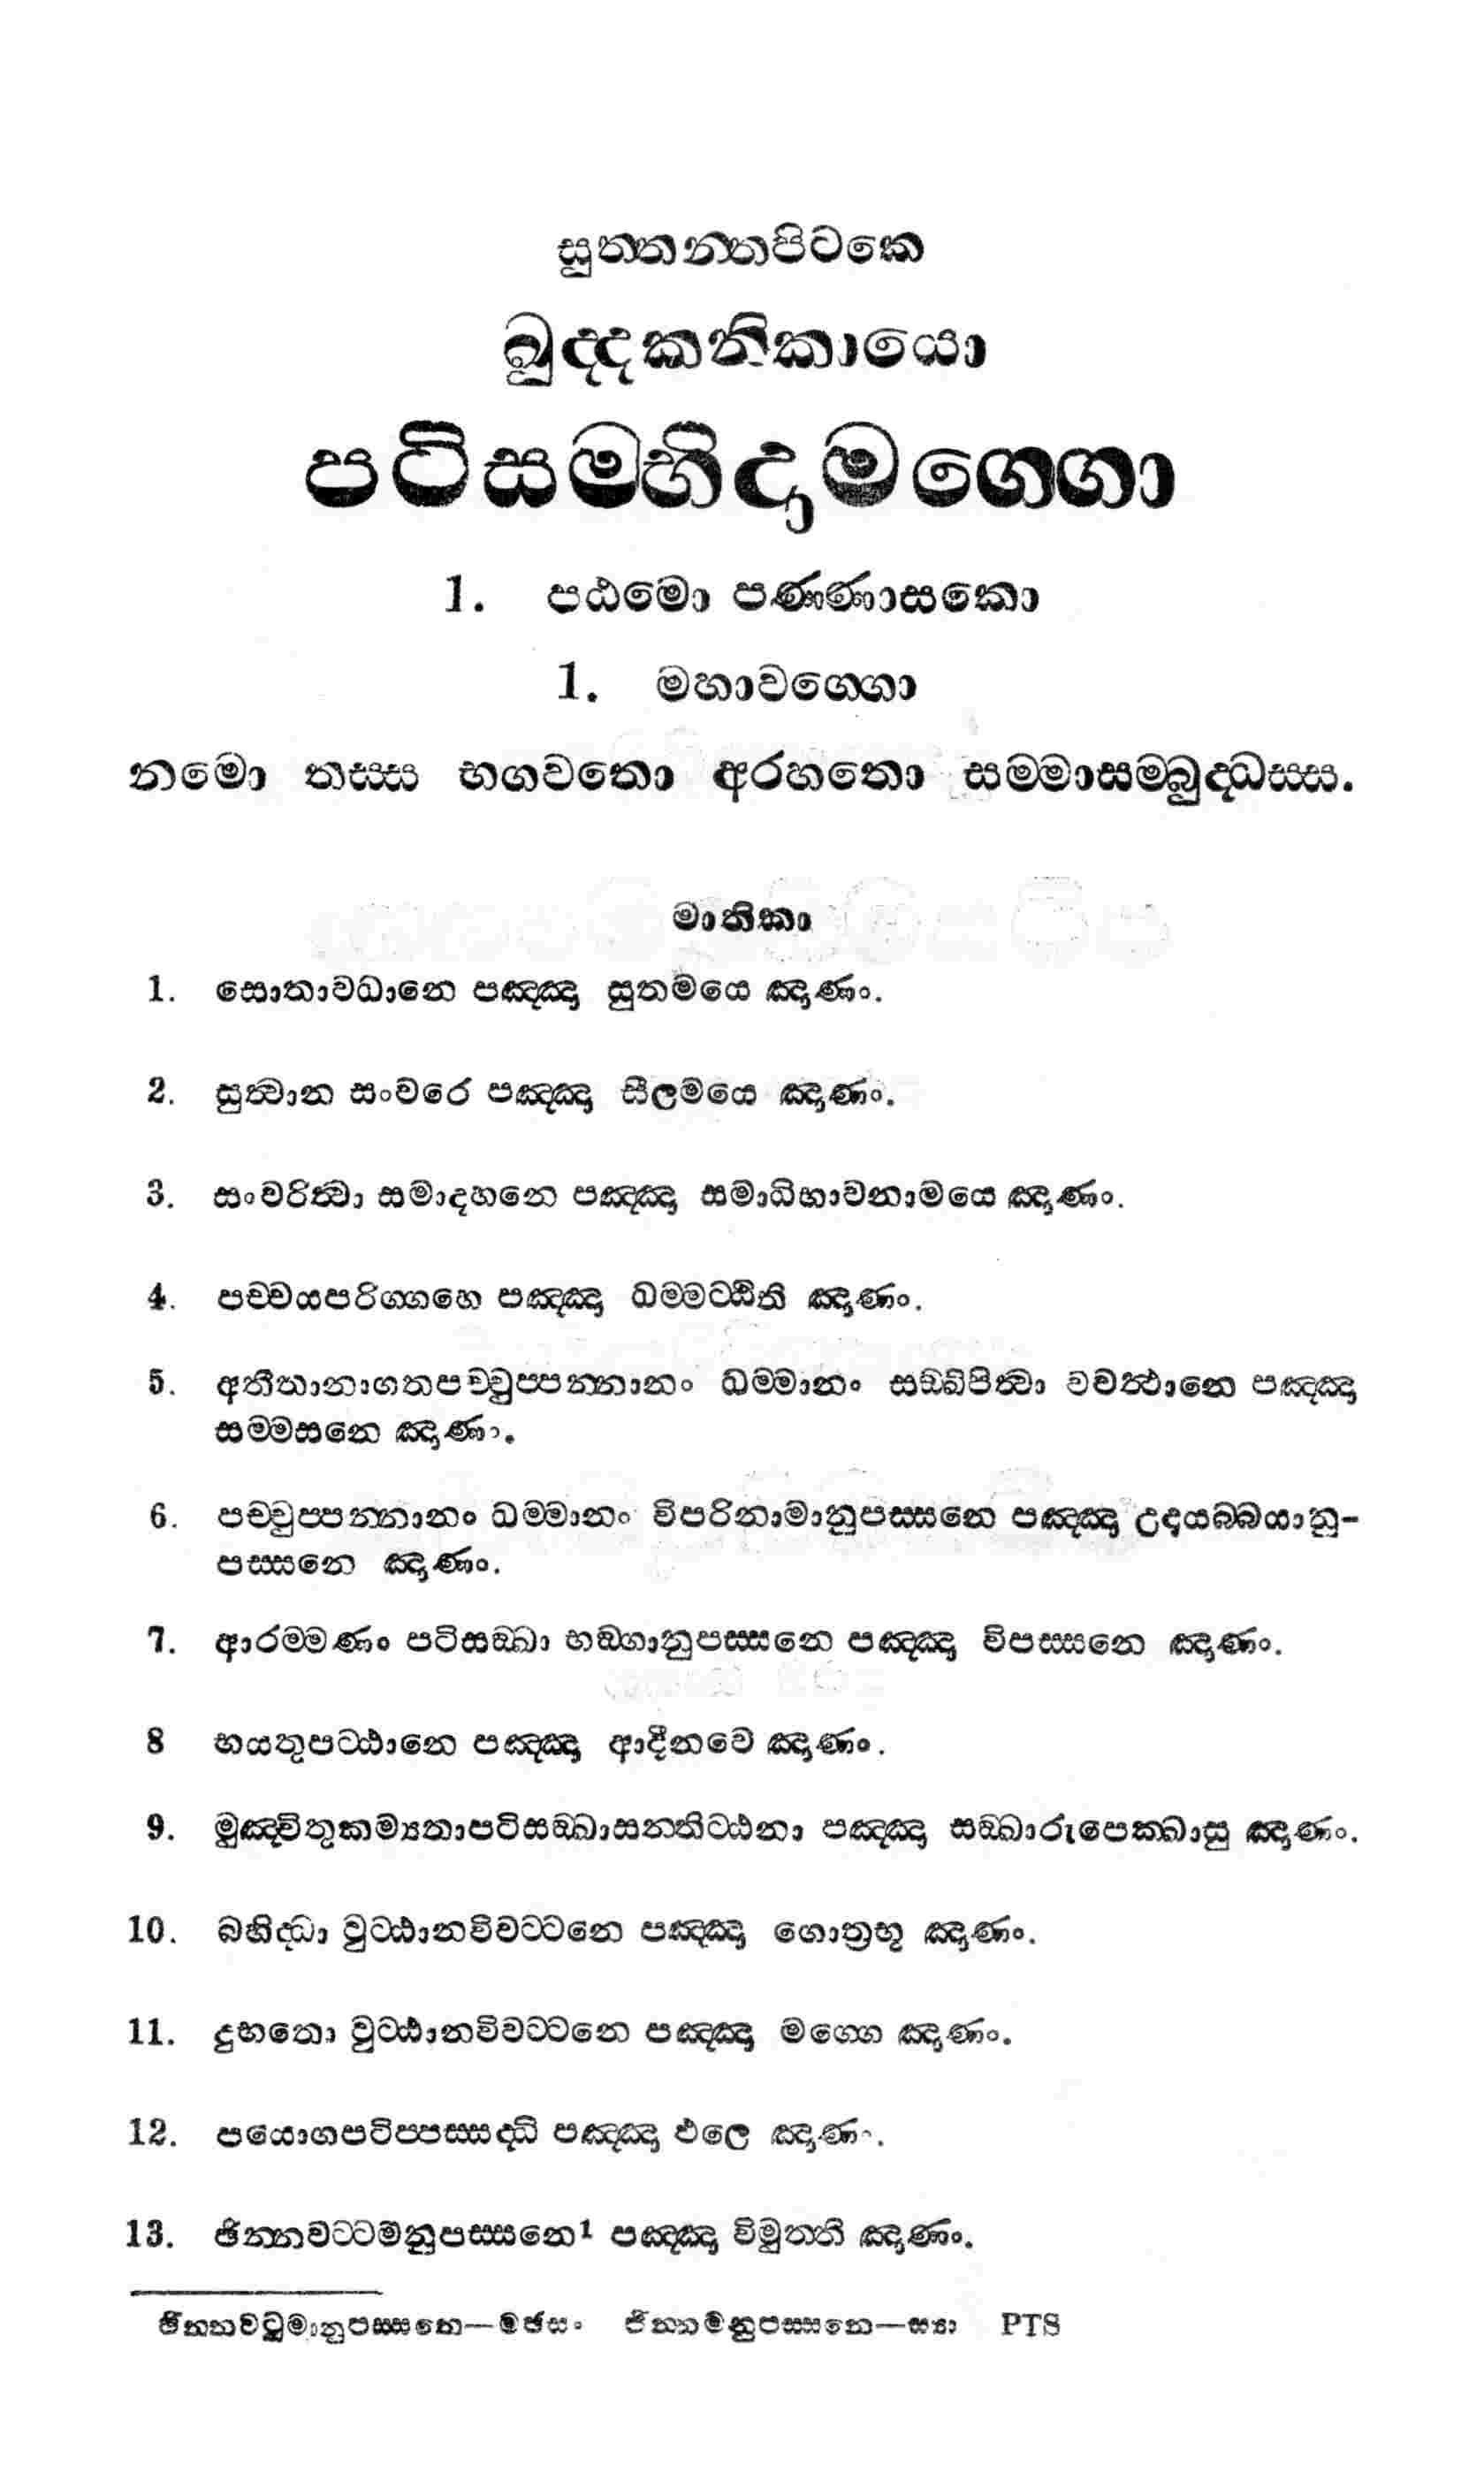 සුත්තන්තපිටකෙ
ඛුද්දකනිකායො
පටිසම්භිදාමග්ගො
1. පඨමො පණ්ණාසකො
1. මහාවග්ගො
නමො තස්ස භගවතො අරහතො සම්මාසම්බුද්ධස්ස.
මාතිකා
1. සොතාවධානෙ පඤ්ඤා සුතමයෙ ඤාණං.
2. සුත්වාන සංවරෙ පඤ්ඤා සීලමයෙ ඤාණං.
3. සංවරිත්වා සමාදහනෙ පඤ්ඤා සමාධිභාවනාමයෙ ඤාණං.
4. පච්චයපරිග්ගහෙ පඤ්ඤා ධම්මට්ඨිති ඤාණං.
5. අතීතානාගතපච්චුප්පන්නානං ධම්මානං සඞ්ඛිපිත්වා වවත්ථානෙ පඤ්ඤා
සම්මසනෙ ඤාණං.
6. පච්චුප්පන්නානං ධම්මානං විපරිනාමානුපස්සනෙ පඤ්ඤා උදයබ්බයානු-
පස්සනෙ ඤාණං.
7. ආරම්මණං පටිසඞ්ඛා භඞ්ගානුපස්සනෙ පඤ්ඤා විපස්සනෙ ඤාණං.
8 භයතුපට්ඨානෙ පඤ්ඤා ආදීනවෙ ඤාණං.
9. මුඤ්චිතුකම්‍යතාපටිසඞ්ඛාසන්තිට්ඨනා පඤ්ඤා සඞ්ඛාරුපෙක්ඛාසු ඤාණං.
10. බහිද්ධා වුට්ඨානවිවට්ටනෙ පඤ්ඤා ගොත්‍රභූ ඤාණං.
11. දුභතො වුට්ඨානවිවට්ටනෙ පඤ්ඤා මග්ගෙ ඤාණං.
12. පයොගපටිප්පස්සද්ධි පඤ්ඤා ඵලෙ ඤාණං.
13. ඡින්නවට්ටමනුපස්සනෙ¹ පඤ්ඤා විමුත්ති ඤාණං.
ඡින්නවටුමානුපස්සනෙ—මඡසං ඡින්නමනුපස්සනෙ—ස්‍යා PTS